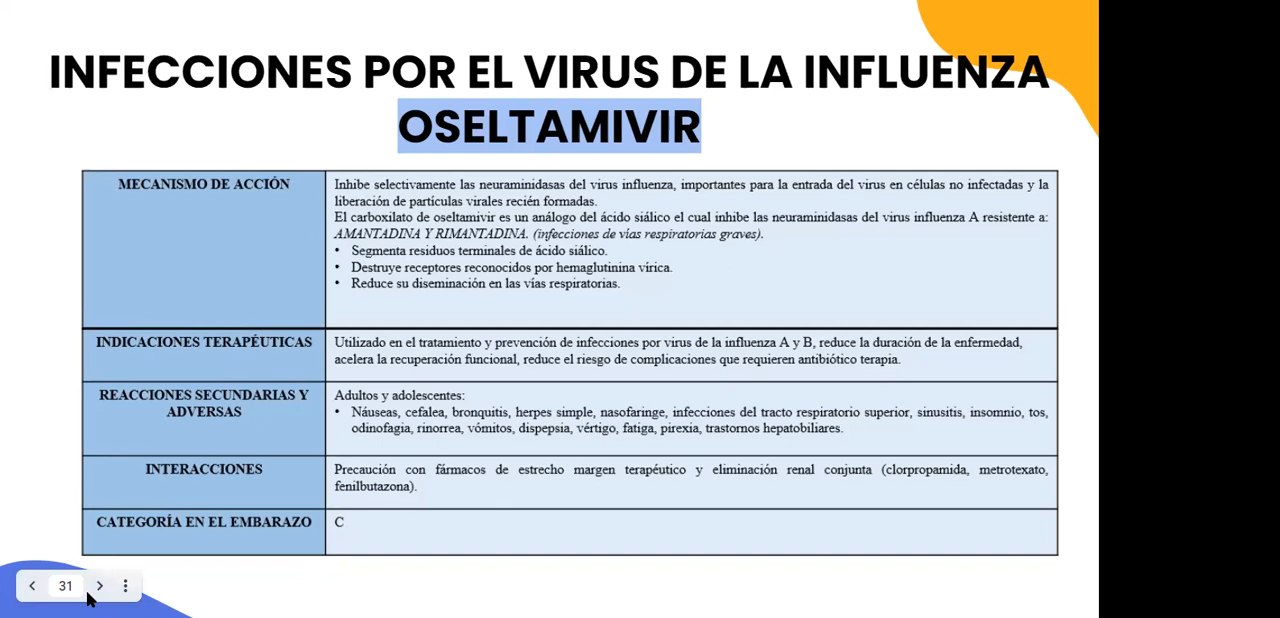 INFECCIONES POR EL VIRUS DE LA INFLUENZA
OSELTAMIVIR
MECANISMO DE ACCIÓN
Inhibe selectivamente las neuraminidasas del virus influenza, importantes para la entrada del virus en células no infectadas y la
liberación de partículas virales recién formadas.
El carboxilato de oseltamivir es un análogo del ácido siálico el cual inhibe las neuraminidasas del virus influenza A resistente a:
AMANTADINA Y RIMANTADINA. (infecciones de vías respiratorias graves).
• Segmenta residuos terminales de ácido siálico.
• Destruye receptores reconocidos por hemaglutinina vírica.
• Reduce su diseminación en las vías respiratorias.
INDICACIONES TERAPÉUTICAS
Utilizado en el tratamiento y prevención de infecciones por virus de la influenza A y B, reduce la duración de la enfermedad,
acelera la recuperación funcional, reduce el riesgo de complicaciones que requieren antibiótico terapia.
REACCIONES SECUNDARIAS Y
ADVERSAS
Adultos y adolescentes:
• Náuseas, cefalea, bronquitis, herpes simple, nasofaringe, infecciones del tracto respiratorio superior, sinusitis, insomnio, tos,
odinofagia, rinorrea, vómitos, dispepsia, vértigo, fatiga, pirexia, trastornos hepatobiliares.
INTERACCIONES
Precaución con fármacos de estrecho margen terapéutico y eliminación renal conjunta (clorpropamida, metrotexato,
fenilbutazona).
CATEGORÍA EN EL EMBARAZO
C
31